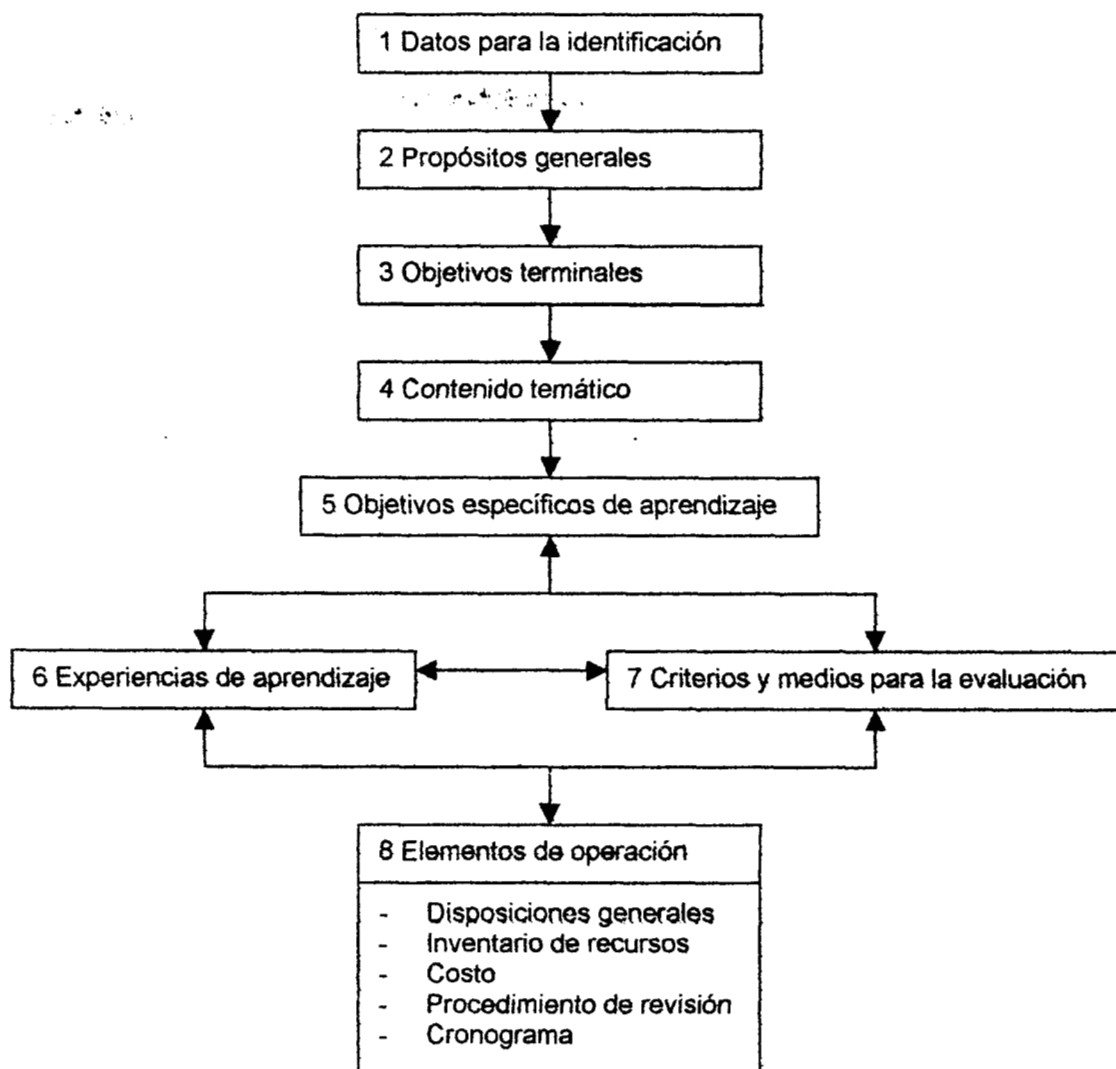 1 Datos para la identificación
2 Propósitos generales
3 Objetivos terminales
4 Contenido temático
5 Objetivos específicos de aprendizaje
6 Experiencias de aprendizaje
7 Criterios y medios para la evaluación
8 Elementos de operación
- Disposiciones generales
- Inventario de recursos
- Costo
- Procedimiento de revisión
- Cronograma